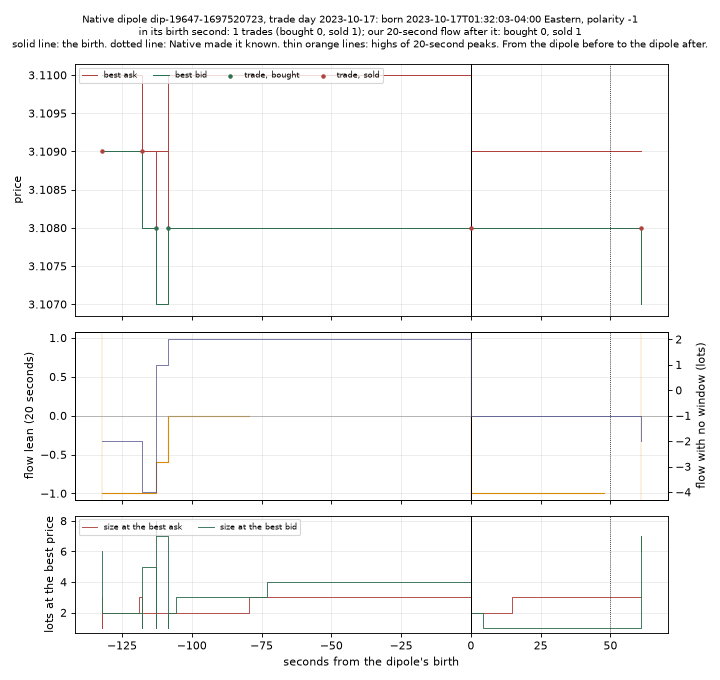 Native dipole dip-19647-1697520723, trade day 2023-10-17: born 2023-10-17T01:32:03-04:00 Eastern, polarity -1
in its birth second: 1 trades (bought 0, sold 1); our 20-second flow after it: bought 0, sold 1
solid line: the birth. dotted line: Native made it known. thin orange lines: highs of 20-second peaks. From the dipole before to the dipole after.
best ask best bid trade, bought trade, sold
3.1100
3.1095
3.1090
3.1085
3.1080
3.1075
3.1070
price
1.0
0.5
0.0
−0.5
−1.0
flow lean (20 seconds)
2
1
0
−1
−2
−3
−4
flow with no window (lots)
size at the best ask size at the best bid
8
6
4
2
lots at the best price
−125 −100 −75 −50 −25 0 25 50
seconds from the dipole's birth